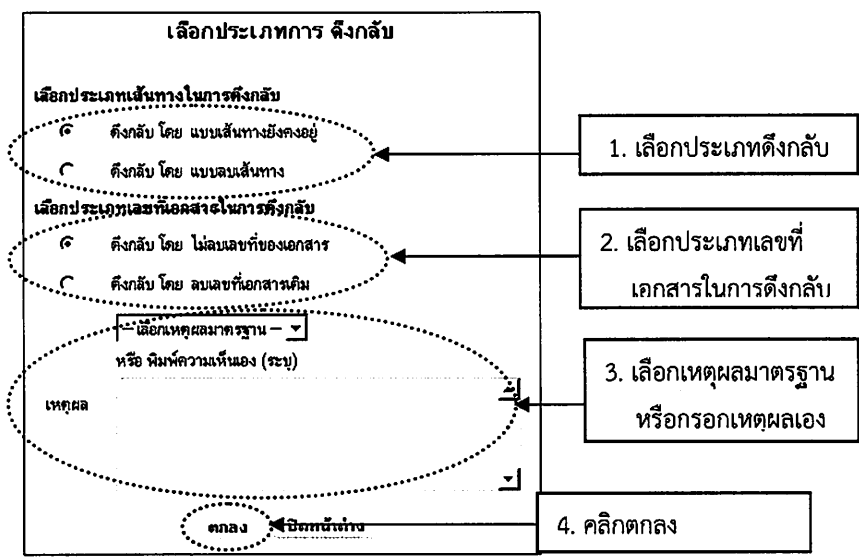 เลือกประเภทการ ดึงกลับ
เลือกประเภทเส้นทางในการดึงกลับ
ดึงกลับ โดย แบบเส้นทางยังคงอยู่
ดึงกลับ โดย แบบลบเส้นทาง
1. เลือกประเภทดึงกลับ
เลือกประเภทเลขที่เอกสารในการดึงกลับ
ดึงกลับ โดย ไม่ลบเลขที่ของเอกสาร
ดึงกลับ โดย ลบเลขที่เอกสารเดิม
2. เลือกประเภทเลขที่
เอกสารในการดึงกลับ
-- เลือกเหตุผลมาตรฐาน --
หรือ พิมพ์ความเห็นเอง (ระบุ)
เหตุผล
3. เลือกเหตุผลมาตรฐาน
หรือกรอกเหตุผลเอง
ตกลง ปิดหน้าต่าง
4. คลิกตกลง